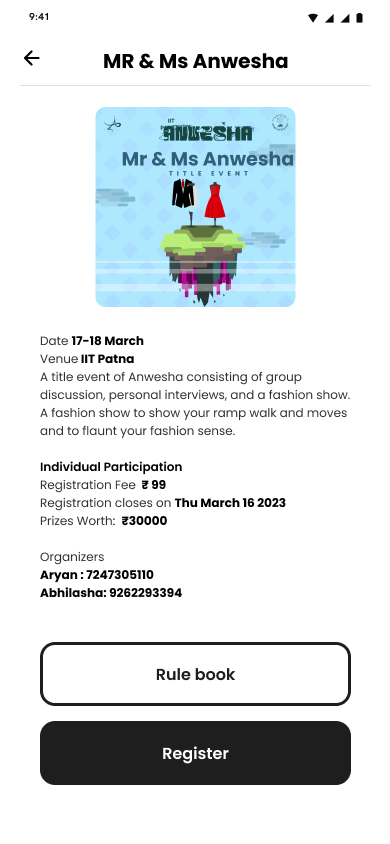 9:41
MR & Ms Anwesha
IIT
ANWESHA
Mr & Ms Anwesha
TITLE EVENT
Date 17-18 March
Venue IIT Patna
A title event of Anwesha consisting of group
discussion, personal interviews, and a fashion show.
A fashion show to show your ramp walk and moves
and to flaunt your fashion sense.
Individual Participation
Registration Fee ₹ 99
Registration closes on Thu March 16 2023
Prizes Worth: ₹30000
Organizers
Aryan : 7247305110
Abhilasha: 9262293394
Rule book
Register